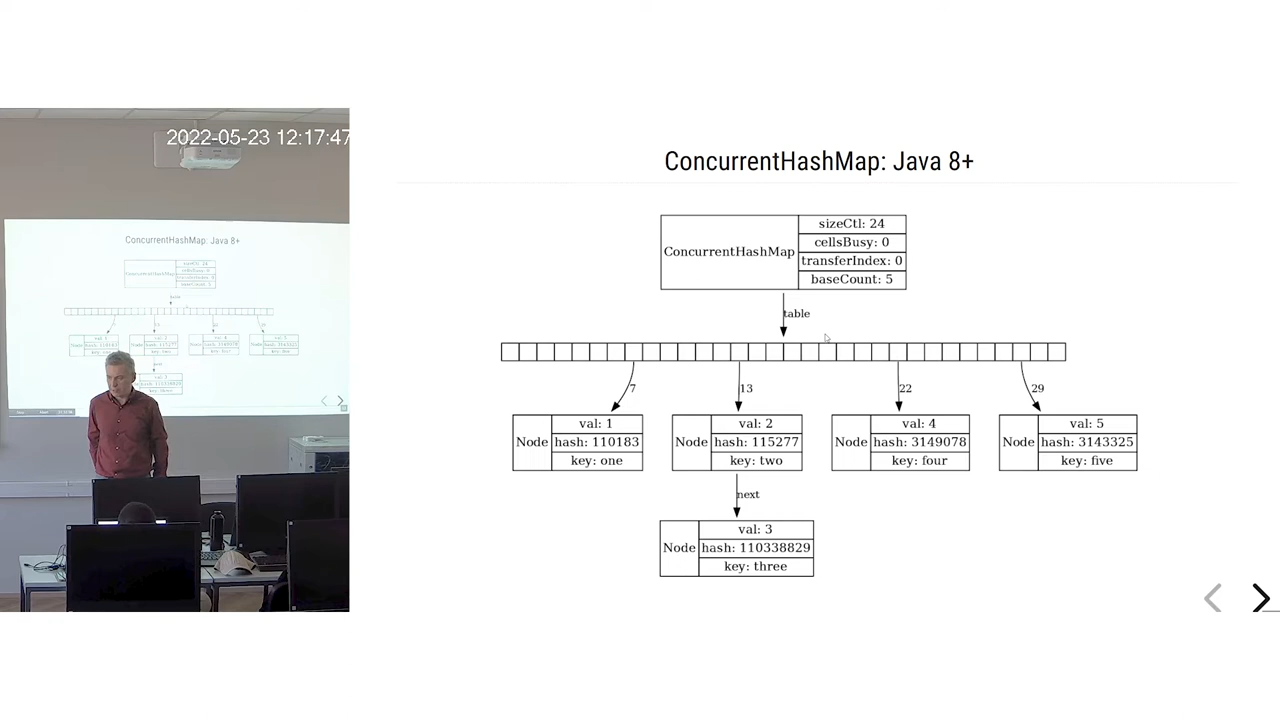 2022-05-23 12:17:47
ConcurrentHashMap: Java 8+
ConcurrentHashMap
sizeCtl: 24
cellsBusy: 0
transferIndex: 0
baseCount: 5
table
7
13
22
29
Node
val: 1
hash: 110183
key: one
Node
val: 2
hash: 115277
key: two
Node
val: 4
hash: 3149078
key: four
Node
val: 5
hash: 3143325
key: five
next
Node
val: 3
hash: 110338829
key: three
ConcurrentHashMap: Java 8+